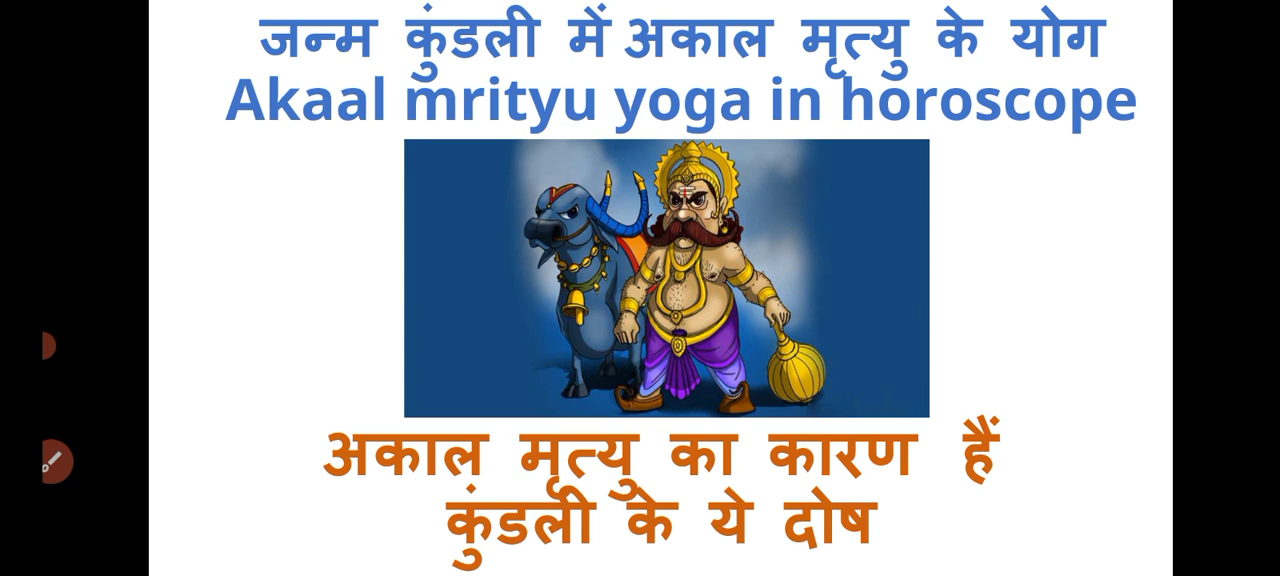 जन्म कुंडली में अकाल मृत्यु के योग
Akaal mrityu yoga in horoscope
अकाल मृत्यु का कारण हैं
कुंडली के ये दोष